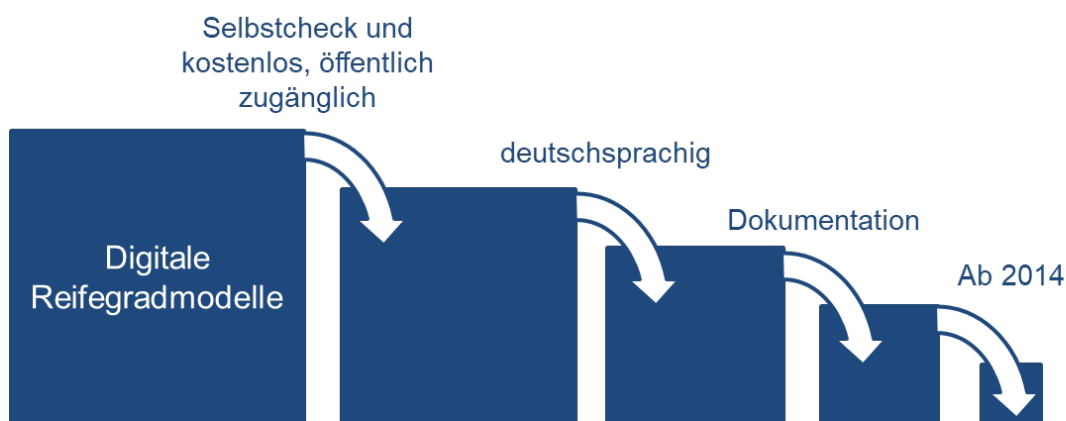 Selbstcheck und
kostenlos, öffentlich
zugänglich
deutschsprachig
Dokumentation
Ab 2014
Digitale
Reifegradmodelle